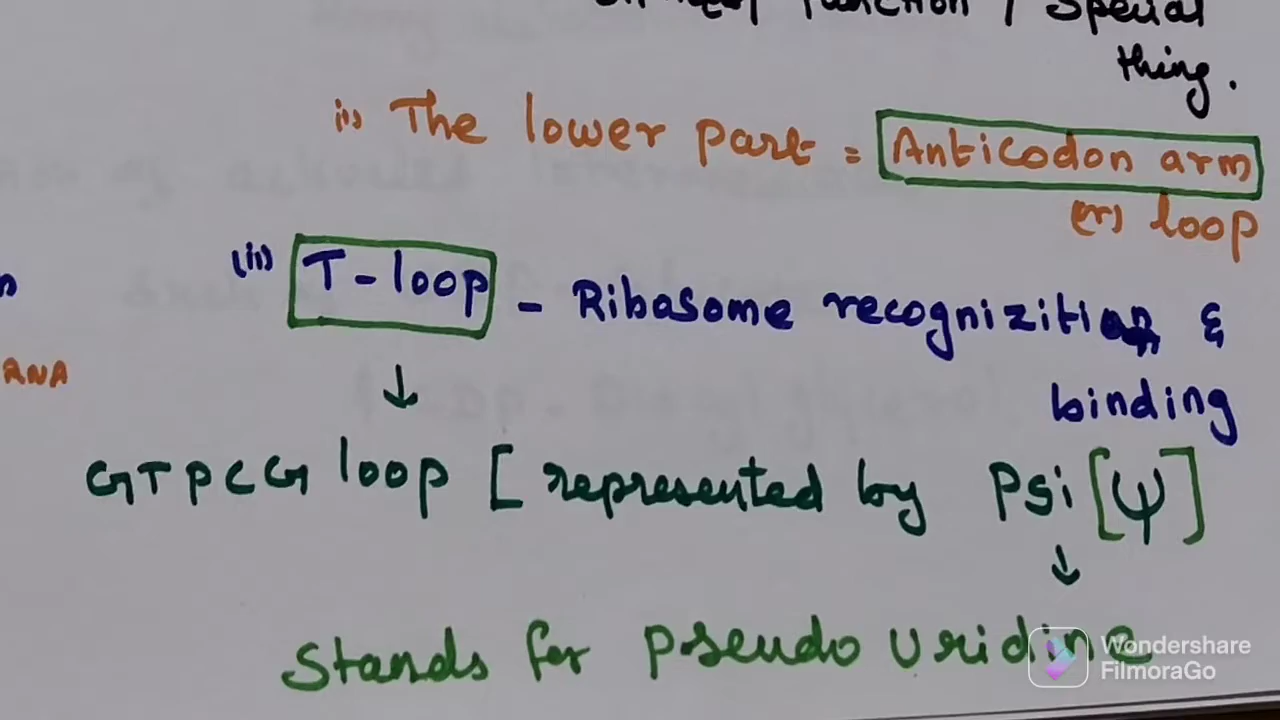 function / Special
thing.
i) The lower part = Anticodon arm
(or) loop
(ii) T-loop - Ribasome recognizition &
binding
RNA
GTPCG loop [represented by Psi [ψ]
Stands for pseudo uridine
Wondershare
FilmoraGo